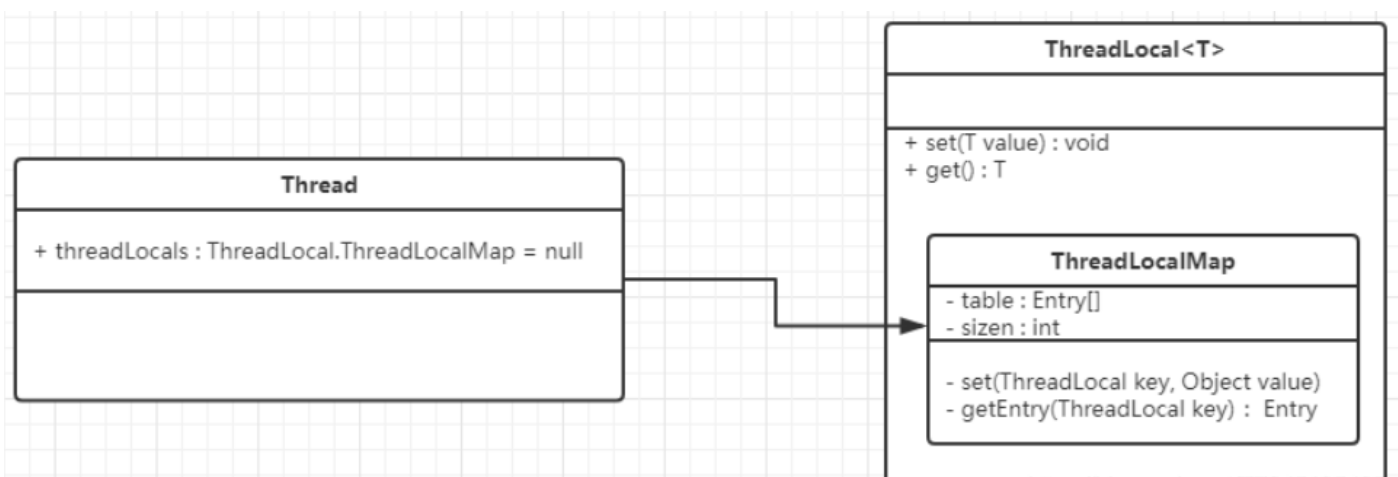 ThreadLocal<T>
+ set(T value) : void
+ get() : T
Thread
+ threadLocals : ThreadLocal.ThreadLocalMap = null
ThreadLocalMap
- table : Entry[]
- sizen : int
- set(ThreadLocal key, Object value)
- getEntry(ThreadLocal key) : Entry